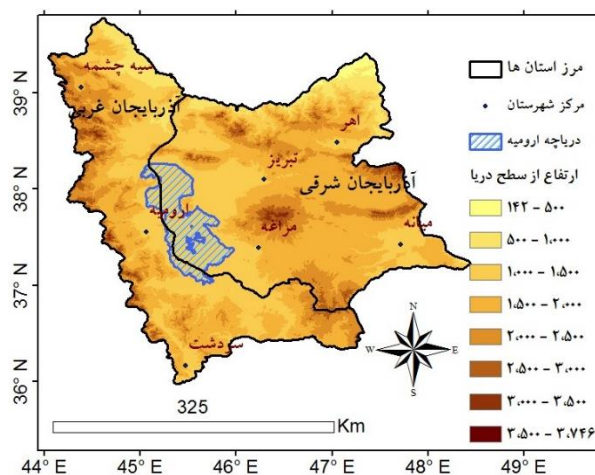 سیه چشمه
آذربایجان غربی
اهر
تبریز
آذربایجان شرقی
ارومیه
مراغه
میانه
سردشت
39° N
38° N
37° N
36° N
44° E
45° E
46° E
47° E
48° E
325
Km
N
W
E
S
مرز استان ها
مرکز شهرستان
دریاچه ارومیه
ارتفاع از سطح دریا
۱۴۲ - ۵۰۰
۵۰۰ - ۱،۰۰۰
۱،۰۰۰ - ۱،۵۰۰
۱،۵۰۰ - ۲،۰۰۰
۲،۰۰۰ - ۲،۵۰۰
۲،۵۰۰ - ۳،۰۰۰
۳،۰۰۰ - ۳،۵۰۰
۳،۵۰۰ - ۳،۷۴۶